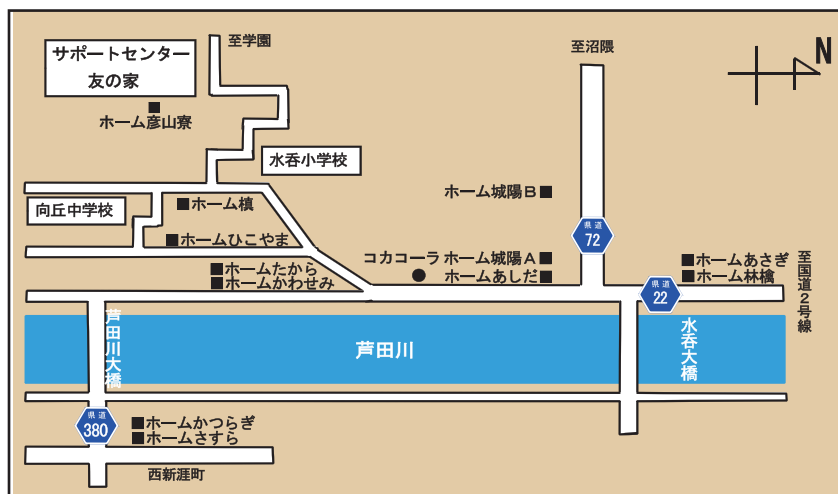 サポートセンター
友の家
至学園
至沼隈
N
ホーム彦山寮
水呑小学校
向丘中学校
ホーム槙
ホーム城陽B
ホームひこやま
県道
72
コカコーラ
ホーム城陽A
ホームあしだ
ホームたから
ホームかわせみ
ホームあさぎ
ホーム林檎
県道
22
至国道2号線
芦田川大橋
芦田川
水呑大橋
県道
380
ホームかつらぎ
ホームさすら
西新涯町